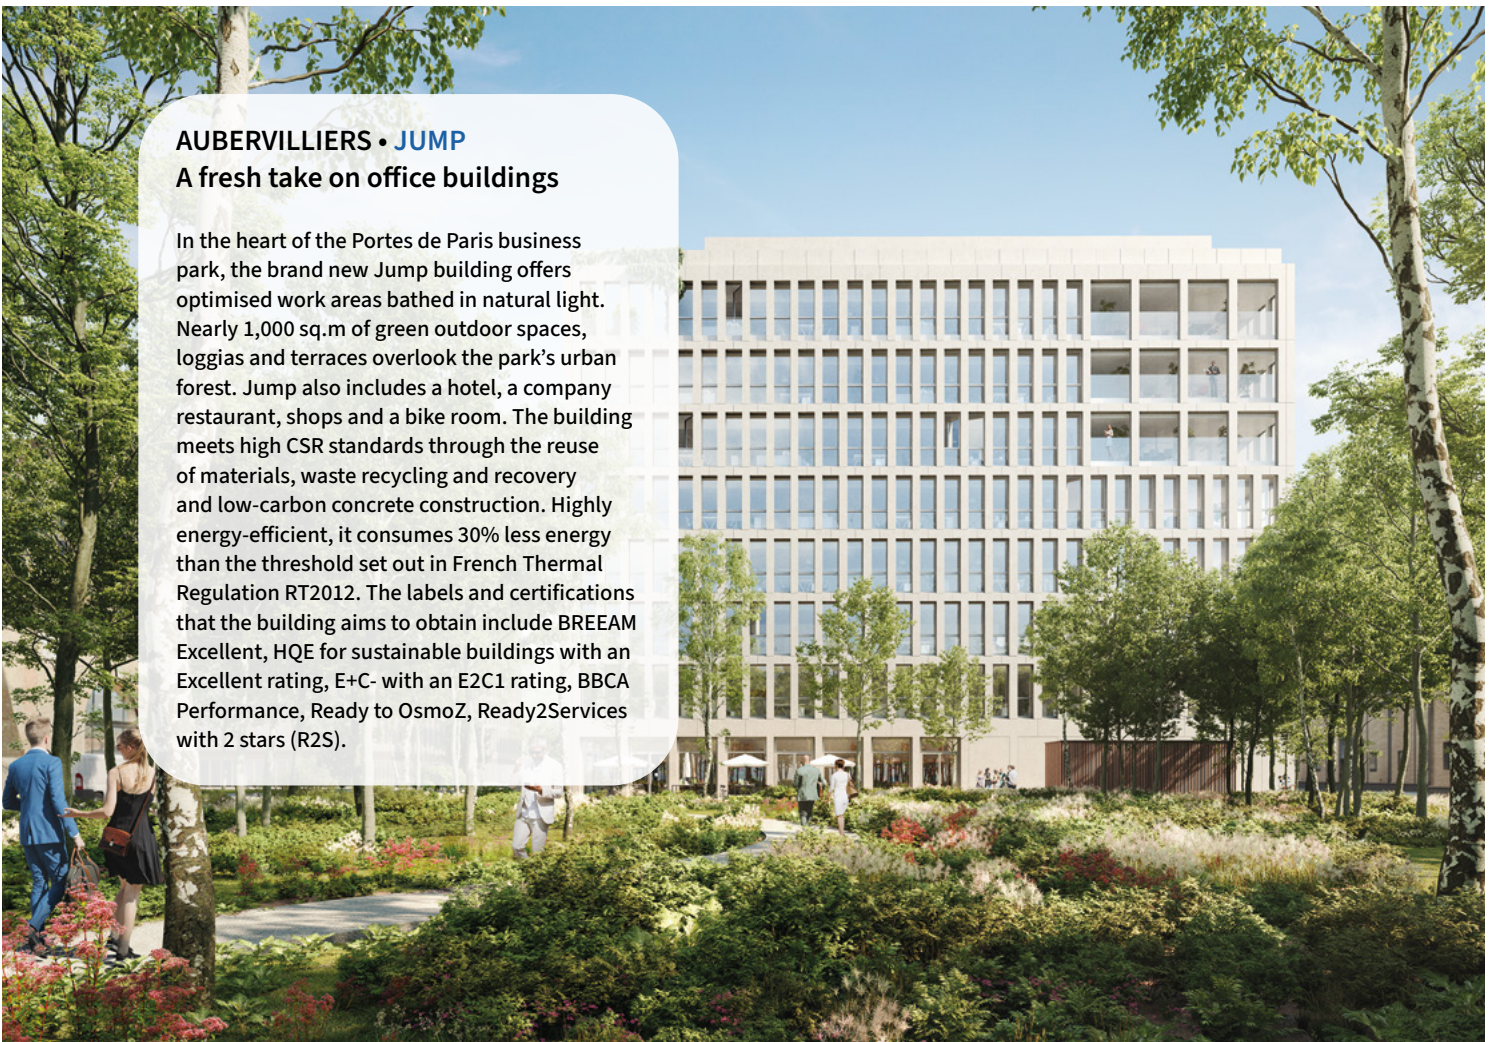 AUBERVILLIERS • JUMP
A fresh take on office buildings
In the heart of the Portes de Paris business
park, the brand new Jump building offers
optimised work areas bathed in natural light.
Nearly 1,000 sq.m of green outdoor spaces,
loggias and terraces overlook the park’s urban
forest. Jump also includes a hotel, a company
restaurant, shops and a bike room. The building
meets high CSR standards through the reuse
of materials, waste recycling and recovery
and low-carbon concrete construction. Highly
energy-efficient, it consumes 30% less energy
than the threshold set out in French Thermal
Regulation RT2012. The labels and certifications
that the building aims to obtain include BREEAM
Excellent, HQE for sustainable buildings with an
Excellent rating, E+C- with an E2C1 rating, BBCA
Performance, Ready to OsmoZ, Ready2Services
with 2 stars (R2S).